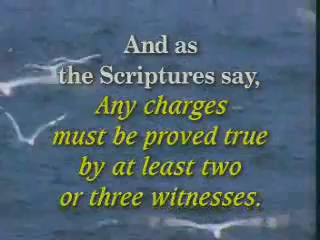 And as
the Scriptures say,
Any charges
must be proved true
by at least two
or three witnesses.